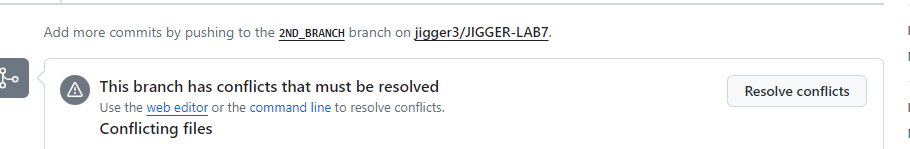 Add more commits by pushing to the 2ND_BRANCH branch on jigger3/JIGGER-LAB7.
This branch has conflicts that must be resolved
Resolve conflicts
Use the web editor or the command line to resolve conflicts.
Conflicting files